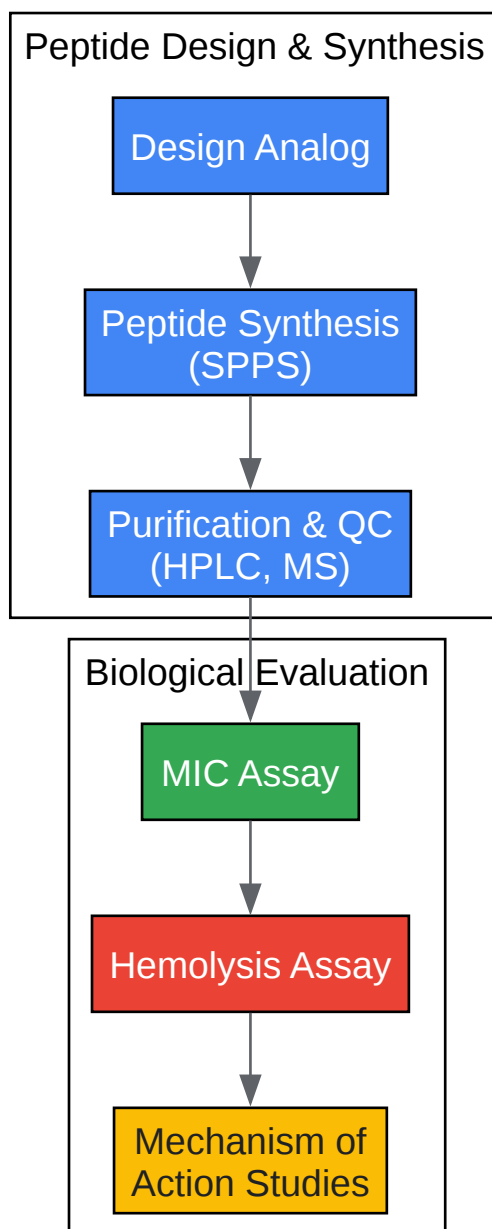 Peptide Design & Synthesis
Design Analog
Peptide Synthesis
(SPPS)
Purification & QC
(HPLC, MS)
Biological Evaluation
MIC Assay
Hemolysis Assay
Mechanism of
Action Studies